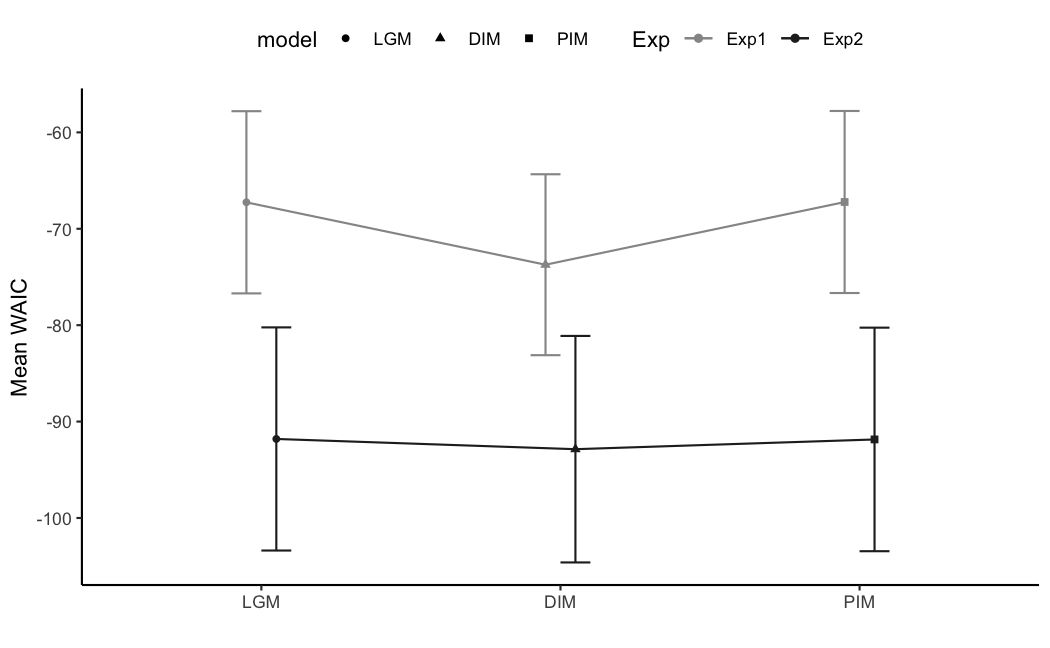 model LGM DIM PIM Exp Exp1 Exp2
Mean WAIC
-60
-70
-80
-90
-100
LGM DIM PIM